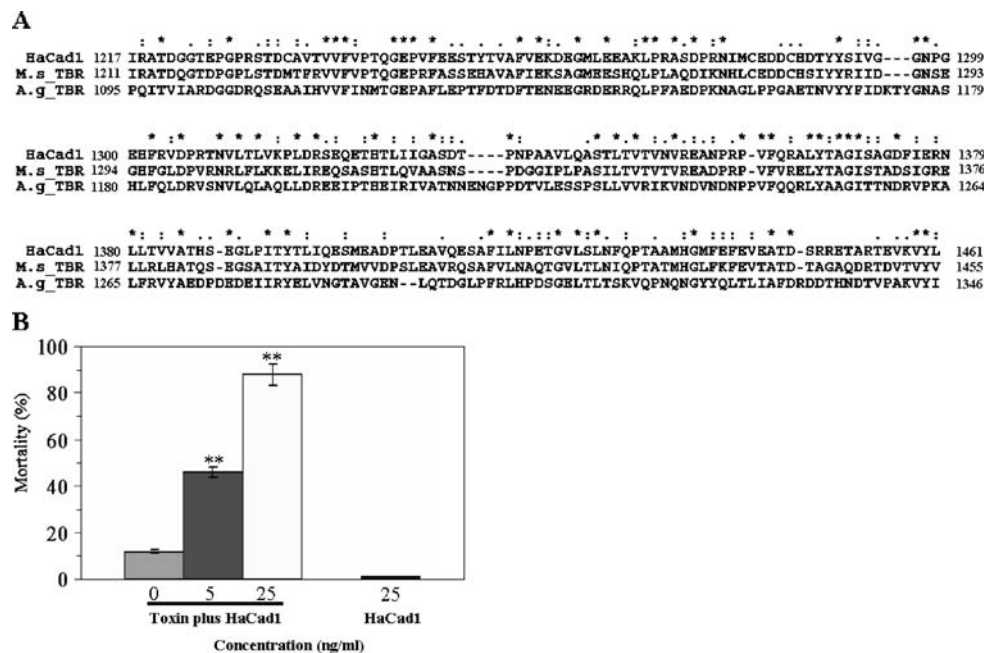 A
HaCad1 1217 IRATDGGTEPGPRSTDCAVTVVFVPTQGEPVFEESTYTVAFVEKDEGMLEEAKLPRASDPRNIMCEDDCHDTYYSIVG---GNPG 1299
M.s_TBR 1211 IRATDQGTDPGPLSTDMTFRVVFVPTQGEPRFASSEHAVAFIEKSAGMEESHQLPLAQDIKNHLCEDDCHSIYYRIID---GNSE 1293
A.g_TBR 1095 PQITVIARDGGDRQSEAAIHVVFINMTGEPAFLEPTFDTDFTENEEGRDERRQLPFAEDPKNAGLPPGAETNVYYFIDKTYGNAS 1179
HaCad1 1300 EHFRVDPRTNVLTLVKPLDRSEQETHTLIIGASDT----PNPAAVLQASTLTVTVNVREANPRP-VFQRALYTAGISAGDFIERN 1379
M.s_TBR 1294 GHFGLDPVRNRLFLKKELIREQSASHTLQVAASNS----PDGGIPLPASILTVTVTVREADPRP-VFVRELYTAGISTADSIGRE 1376
A.g_TBR 1180 HLFQLDRVSNVLQLAQLLDREEIPTHEIRIVATNNENGPPDTVLESSPSLLVVRIKVNDVNDNPPVFQQRLYAAGITTNDRVPKA 1264
HaCad1 1380 LLTVVATHS-EGLPITYTLIQESMEADPTLEAVQESAFILNPETGVLSLNFQPTAAMHGMFEFEVEATD-SRRETARTEVKVYL 1461
M.s_TBR 1377 LLRLHATQS-EGSAITYAIDYDTMVVDPSLEAVRQSAFVLNAQTGVLTLNIQPTATMHGLFKFEVTATD-TAGAQDRTDVTVYV 1455
A.g_TBR 1265 LFRVYAEDPDEDEIIRYELVNGTAVGEN--LQTDGLPFRLHPDSGELTLTSKVQPNQNGYYQLTLIAFDRDDTHNDTVPAKVYI 1346
B
100
80
60
40
20
0
Mortality (%)
**
**
0 5 25 25
Toxin plus HaCad1 HaCad1
Concentration (ng/ml)